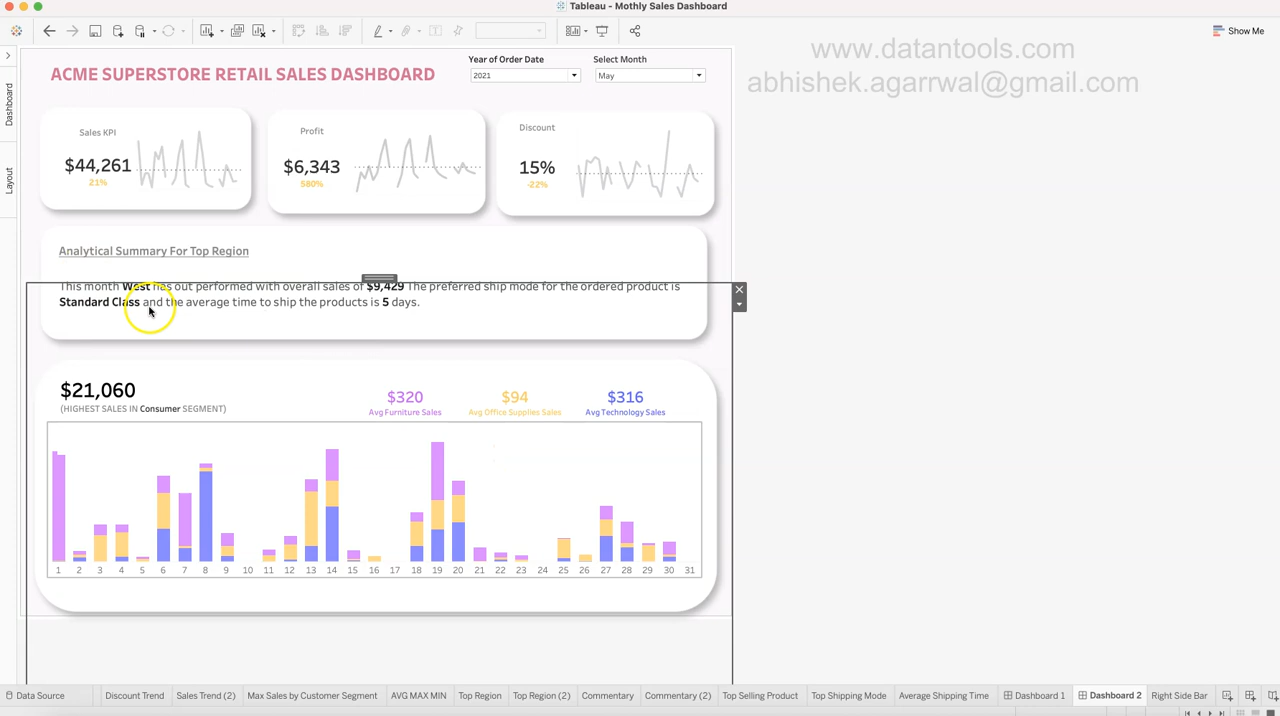 Tableau - Mothly Sales Dashboard
Show Me
www.datantools.com
abhishek.agarrwal@gmail.com
Dashboard
Layout
ACME SUPERSTORE RETAIL SALES DASHBOARD
Year of Order Date
2021
Select Month
May
Sales KPI
$44,261
21%
Profit
$6,343
580%
Discount
15%
-22%
Analytical Summary For Top Region
This month West has out performed with overall sales of $9,429 The preferred ship mode for the ordered product is
Standard Class and the average time to ship the products is 5 days.
$21,060
(HIGHEST SALES IN Consumer SEGMENT)
$320
Avg Furniture Sales
$94
Avg Office Supplies Sales
$316
Avg Technology Sales
1 2 3 4 5 6 7 8 9 10 11 12 13 14 15 16 17 18 19 20 21 22 23 24 25 26 27 28 29 30 31
Data Source Discount Trend Sales Trend (2) Max Sales by Customer Segment AVG MAX MIN Top Region Top Region (2) Commentary Commentary (2) Top Selling Product Top Shipping Mode Average Shipping Time Dashboard 1 Dashboard 2 Right Side Bar